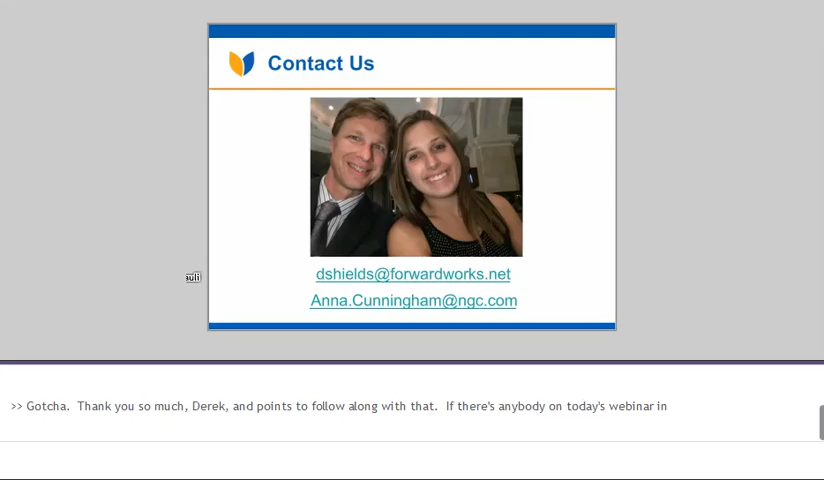 Contact Us
dshields@forwardworks.net
auli
Anna.Cunningham@ngc.com
>> Gotcha.  Thank you so much, Derek, and points to follow along with that.  If there's anybody on today's webinar in